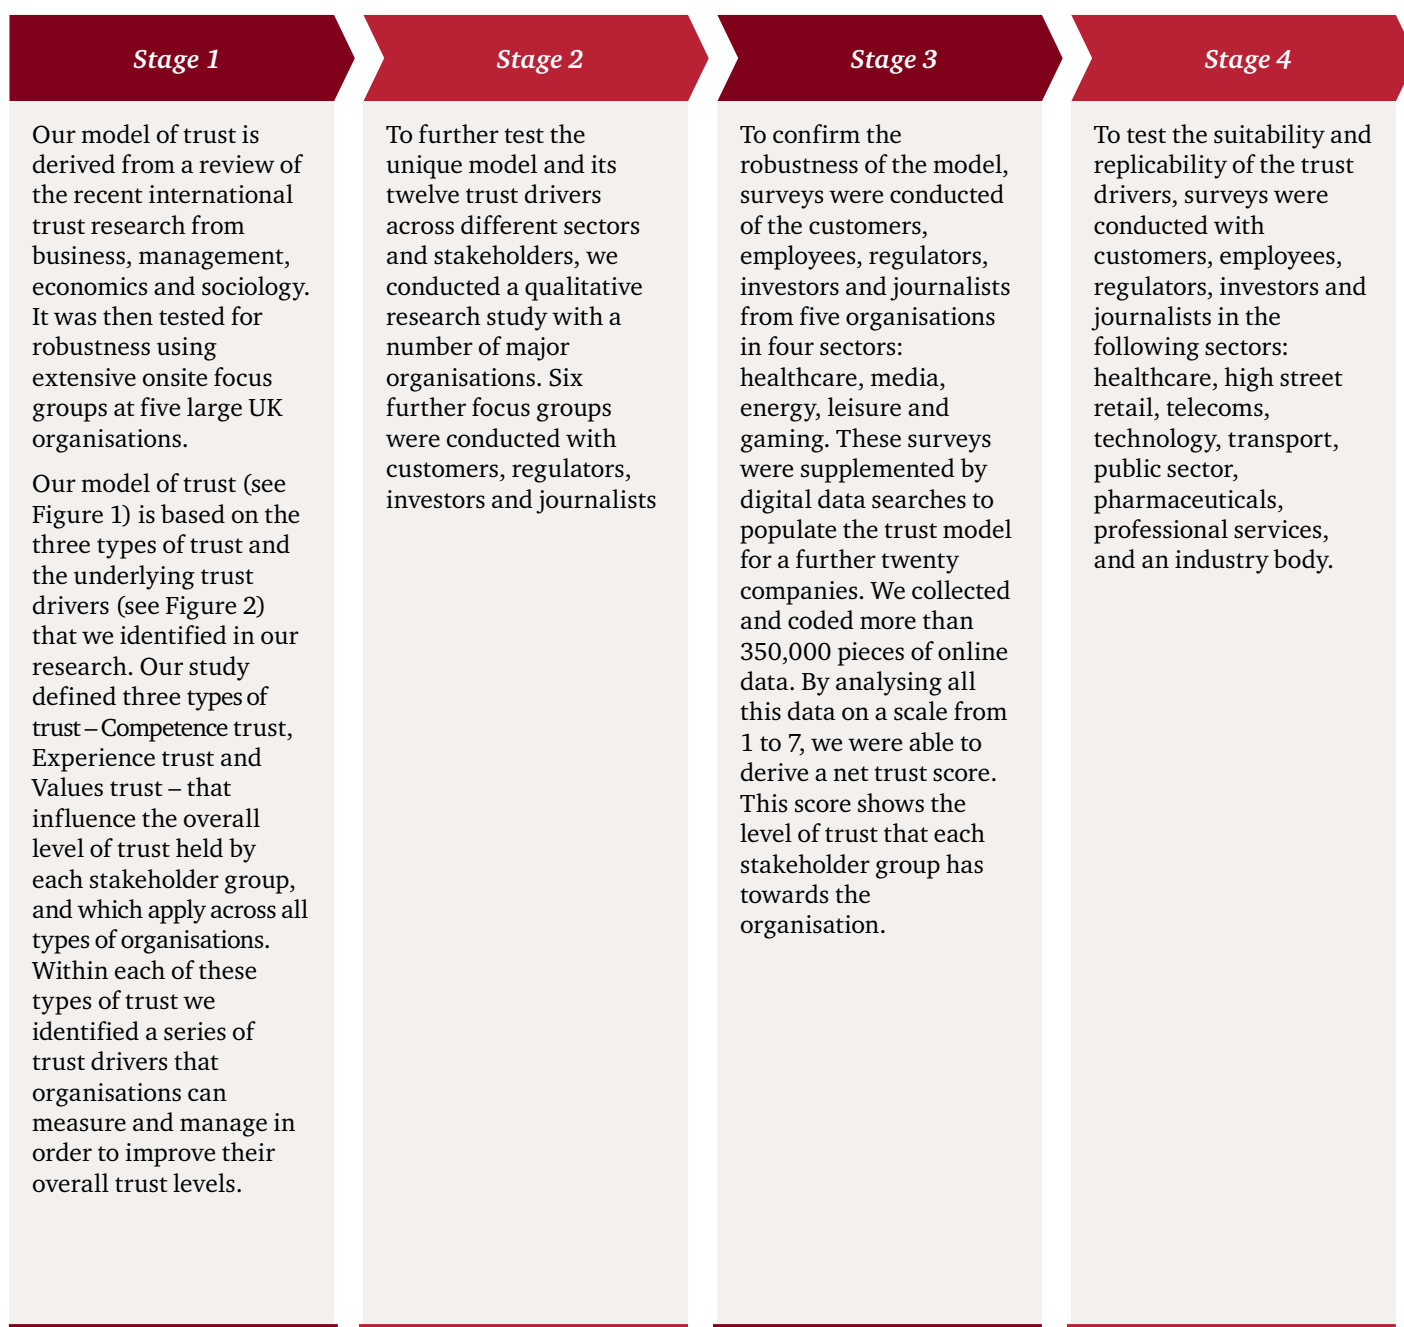 Stage 1
Our model of trust is
derived from a review of
the recent international
trust research from
business, management,
economics and sociology.
It was then tested for
robustness using
extensive onsite focus
groups at five large UK
organisations.
Our model of trust (see
Figure 1) is based on the
three types of trust and
the underlying trust
drivers (see Figure 2)
that we identified in our
research. Our study
defined three types of
trust – Competence trust,
Experience trust and
Values trust – that
influence the overall
level of trust held by
each stakeholder group,
and which apply across all
types of organisations.
Within each of these
types of trust we
identified a series of
trust drivers that
organisations can
measure and manage in
order to improve their
overall trust levels.
Stage 2
To further test the
unique model and its
twelve trust drivers
across different sectors
and stakeholders, we
conducted a qualitative
research study with a
number of major
organisations. Six
further focus groups
were conducted with
customers, regulators,
investors and journalists
Stage 3
To confirm the
robustness of the model,
surveys were conducted
of the customers,
employees, regulators,
investors and journalists
from five organisations
in four sectors:
healthcare, media,
energy, leisure and
gaming. These surveys
were supplemented by
digital data searches to
populate the trust model
for a further twenty
companies. We collected
and coded more than
350,000 pieces of online
data. By analysing all
this data on a scale from
1 to 7, we were able to
derive a net trust score.
This score shows the
level of trust that each
stakeholder group has
towards the
organisation.
Stage 4
To test the suitability and
replicability of the trust
drivers, surveys were
conducted with
customers, employees,
regulators, investors and
journalists in the
following sectors:
healthcare, high street
retail, telecoms,
technology, transport,
public sector,
pharmaceuticals,
professional services,
and an industry body.